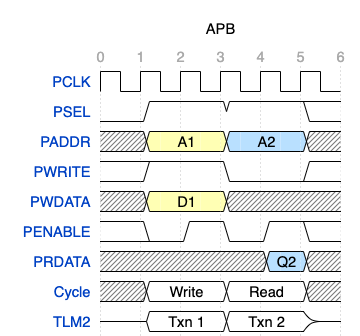 APB
0 1 2 3 4 5 6
PCLK
PSEL
PADDR A1 A2
PWRITE
PWDATA D1
PENABLE
PRDATA Q2
Cycle Write Read
TLM2 Txn 1 Txn 2